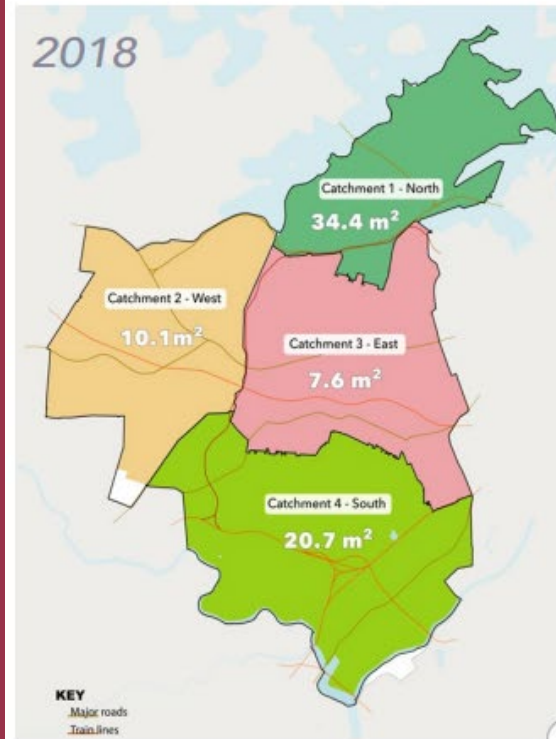 2018
Catchment 1 - North
34.4 m²
Catchment 2 - West
10.1m²
Catchment 3 - East
7.6 m²
Catchment 4 - South
20.7 m²
KEY
Major roads
Train lines